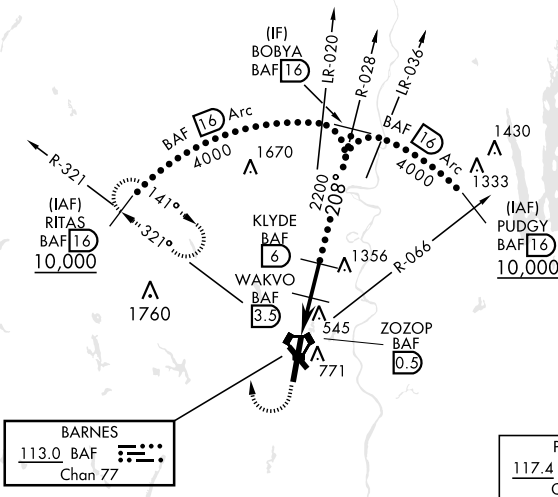 (IF)
BOBYA
BAF 16
LR-020
R-028
LR-036
BAF 16 Arc
4000
BAF 16 Arc
4000
1670
1430
1333
R-321
141°
321°
(IAF)
RITAS
BAF 16
10,000
2200
208°
KLYDE
BAF
6
1356
R-066
(IAF)
PUDGY
BAF 16
10,000
1760
WAKVO
BAF
3.5
545
771
ZOZOP
BAF
0.5
BARNES
113.0 BAF
Chan 77
117.4